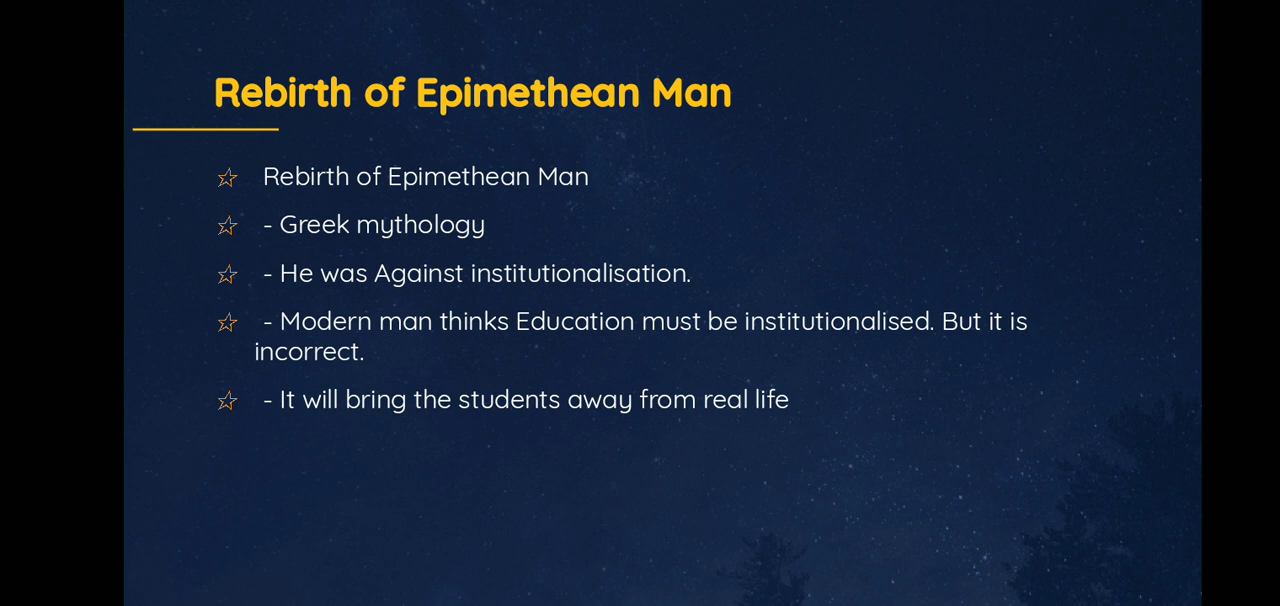 Rebirth of Epimethean Man
Rebirth of Epimethean Man
- Greek mythology
- He was Against institutionalisation.
- Modern man thinks Education must be institutionalised. But it is
incorrect.
- It will bring the students away from real life